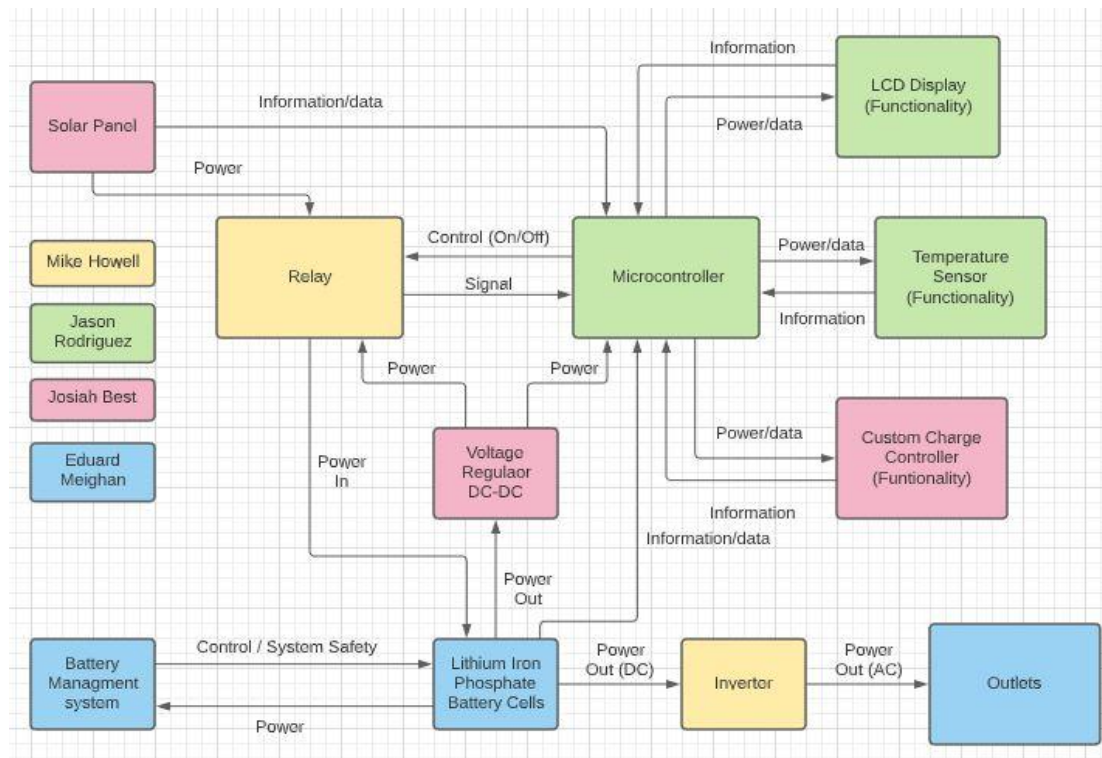 Information
LCD Display
(Functionality)
Solar Panel
Information/data
Power/data
Power
Control (On/Off)
Power/data
Temperature
Sensor
(Functionality)
Mike Howell
Relay
Microcontroller
Signal
Information
Jason
Rodriguez
Power
Power
Josiah Best
Power/data
Custom Charge
Controller
(Funtionality)
Eduard
Meighan
Power
In
Voltage
Regulaor
DC-DC
Information
Information/data
Power
Out
Control / System Safety
Battery
Managment
system
Lithium Iron
Phosphate
Battery Cells
Power
Out (DC)
Inverter
Power
Out (AC)
Outlets
Power